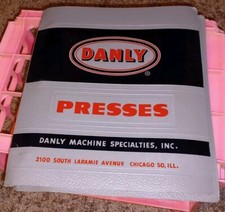 DANLY
®
PRESSES
DANLY MACHINE SPECIALTIES, INC.
2100 SOUTH LARAMIE AVENUE CHICAGO 50, ILL.